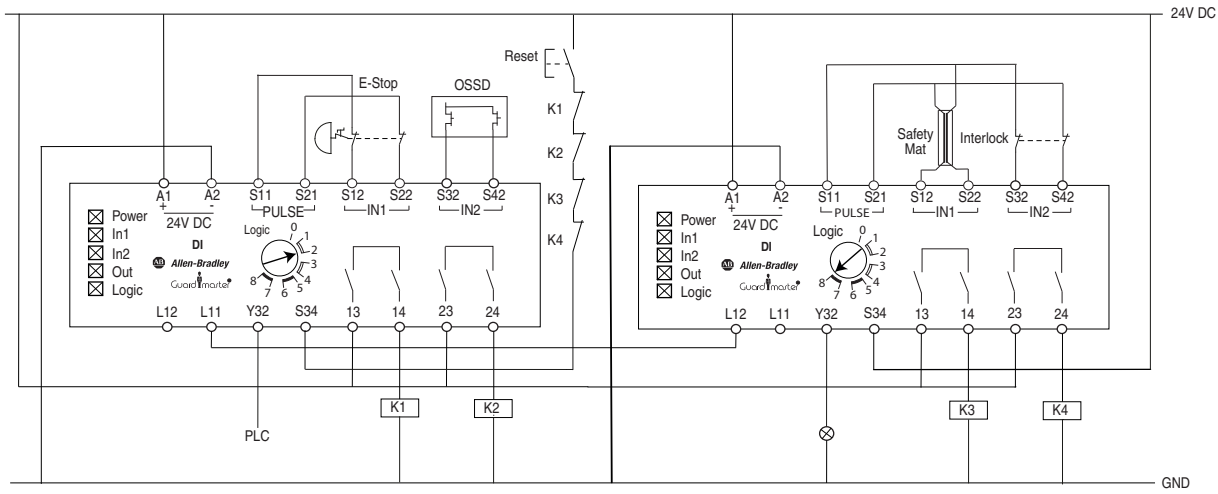 24V DC
Reset
E-Stop
OSSD
K1
K2
K3
K4
Safety
Mat
Interlock
A1 A2 S11 S21 S12 S22 S32 S42
+ - PULSE IN1 IN2
24V DC
Power
In1
In2
Out
Logic
DI
AB Allen-Bradley
Guardmaster
Logic
0
1
2
3
4
5
6
7
8
L12 L11 Y32 S34 13 14 23 24
K1 K2
PLC
A1 A2 S11 S21 S12 S22 S32 S42
+ - PULSE IN1 IN2
24V DC
Power
In1
In2
Out
Logic
DI
AB Allen-Bradley
Guardmaster
Logic
0
1
2
3
4
5
6
7
8
L12 L11 Y32 S34 13 14 23 24
K3 K4
GND